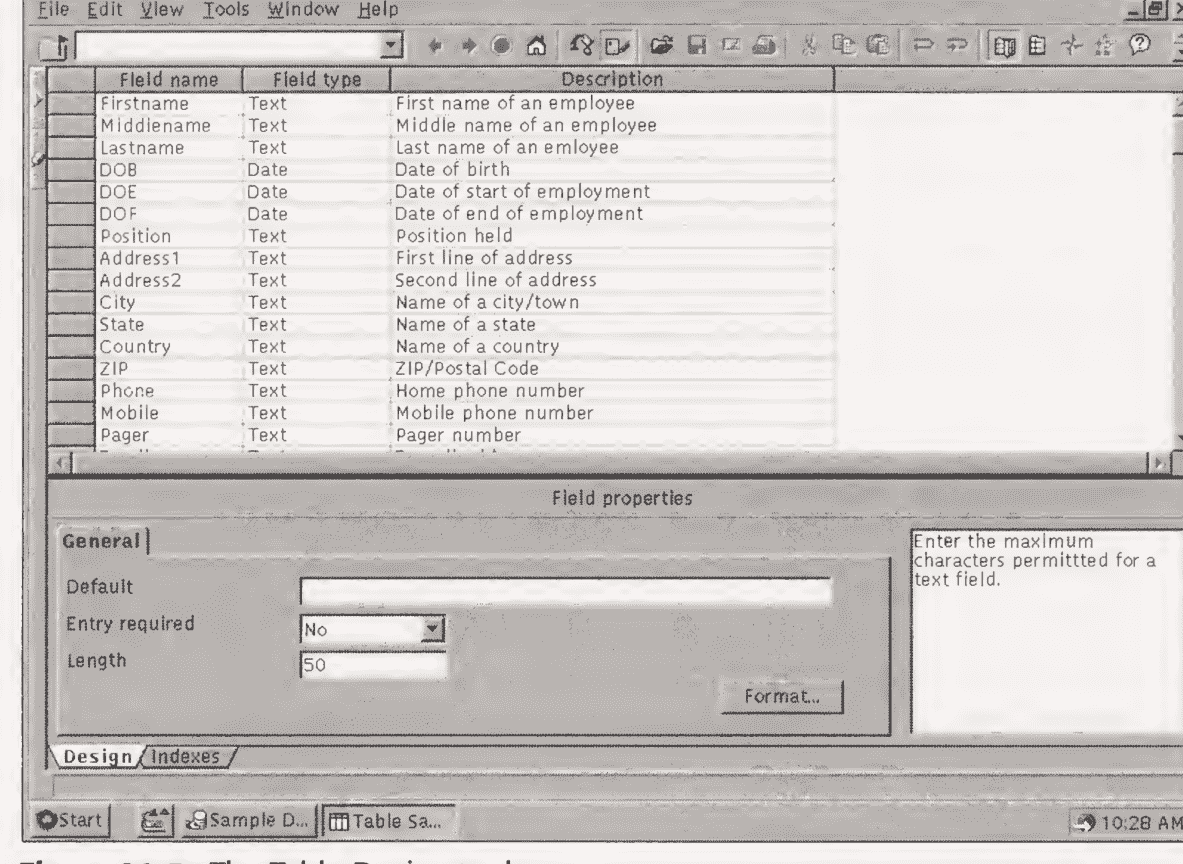 File Edit View Tools Window Help
Field name Field type Description
Firstname Text First name of an employee
Middlename Text Middle name of an employee
Lastname Text Last name of an emloyee
DOB Date Date of birth
DOE Date Date of start of employment
DOF Date Date of end of employment
Position Text Position held
Address1 Text First line of address
Address2 Text Second line of address
City Text Name of a city/town
State Text Name of a state
Country Text Name of a country
ZIP Text ZIP/Postal Code
Phone Text Home phone number
Mobile Text Mobile phone number
Pager Text Pager number
Field properties
General
Enter the maximum
characters permittted for a
text field.
Default
Entry required No
Length 50
Format...
Design Indexes
Start Sample D... Table Sa... 10:28 AM